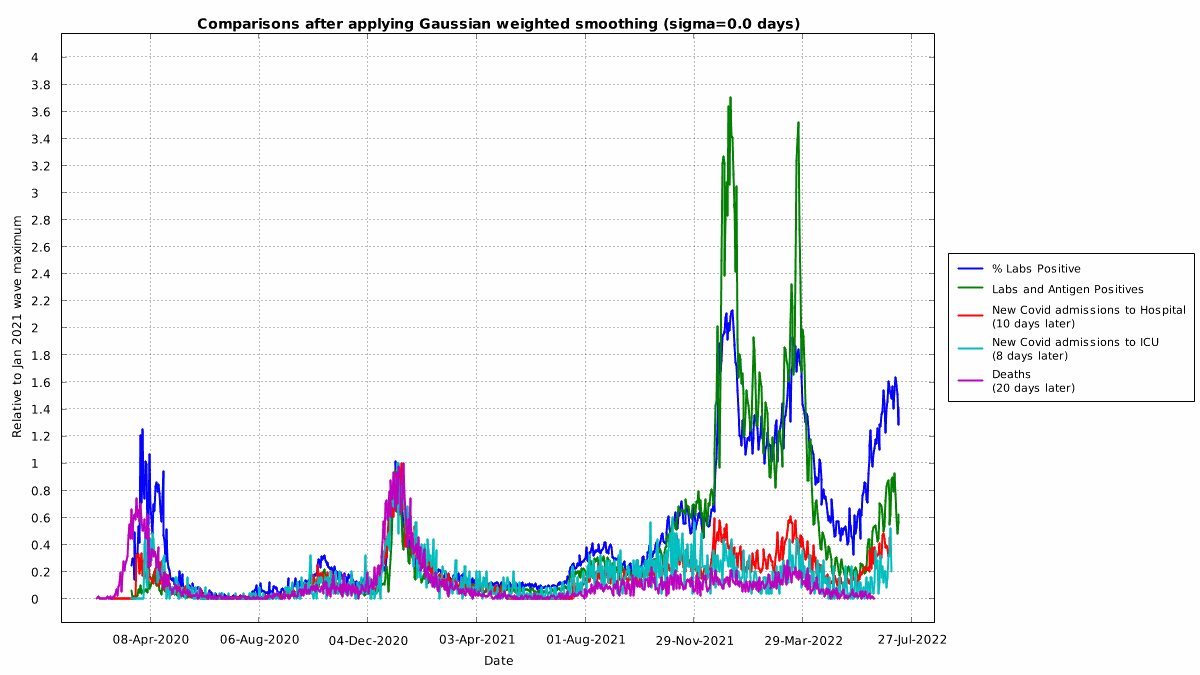 Comparisons after applying Gaussian weighted smoothing (sigma=0.0 days)
Relative to Jan 2021 wave maximum
4
3.8
3.6
3.4
3.2
3
2.8
2.6
2.4
2.2
2
1.8
1.6
1.4
1.2
1
0.8
0.6
0.4
0.2
0
08-Apr-2020 06-Aug-2020 04-Dec-2020 03-Apr-2021 01-Aug-2021 29-Nov-2021 29-Mar-2022 27-Jul-2022
Date
% Labs Positive
Labs and Antigen Positives
New Covid admissions to Hospital
(10 days later)
New Covid admissions to ICU
(8 days later)
Deaths
(20 days later)